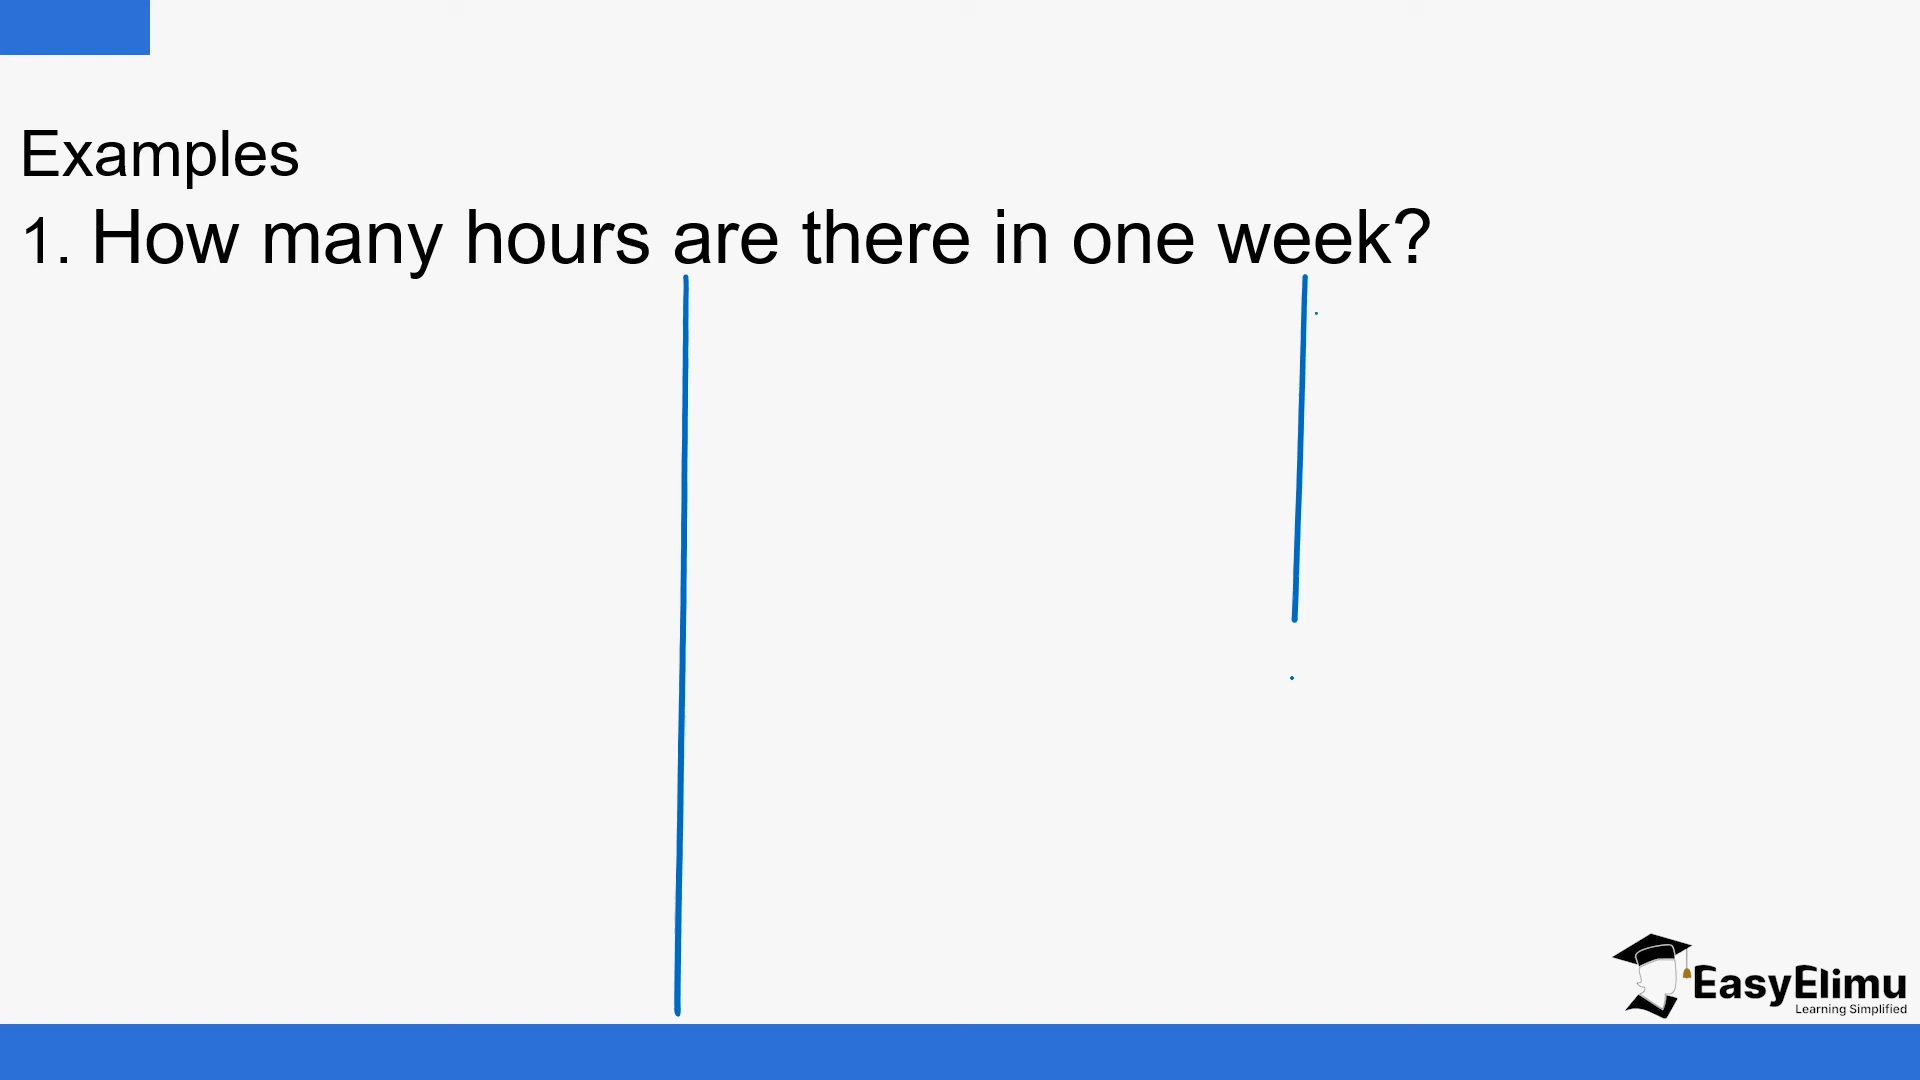 Examples
1. How many hours are there in one week?
EasyElimu
Learning Simplified